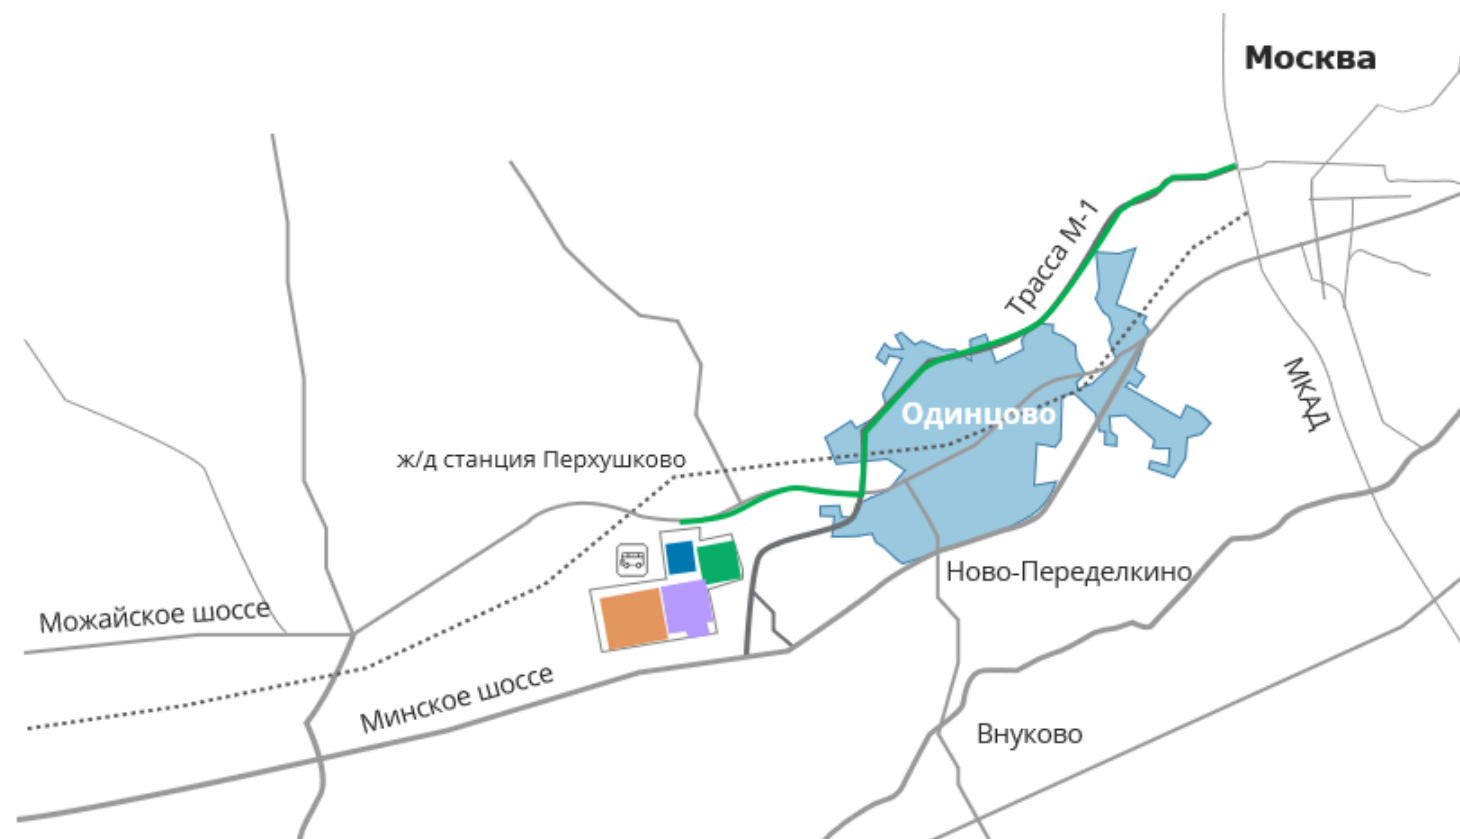 Москва
Трасса М-1
МКАД
Одинцово
ж/д станция Перхушково
Ново-Переделкино
Можайское шоссе
Минское шоссе
Внуково